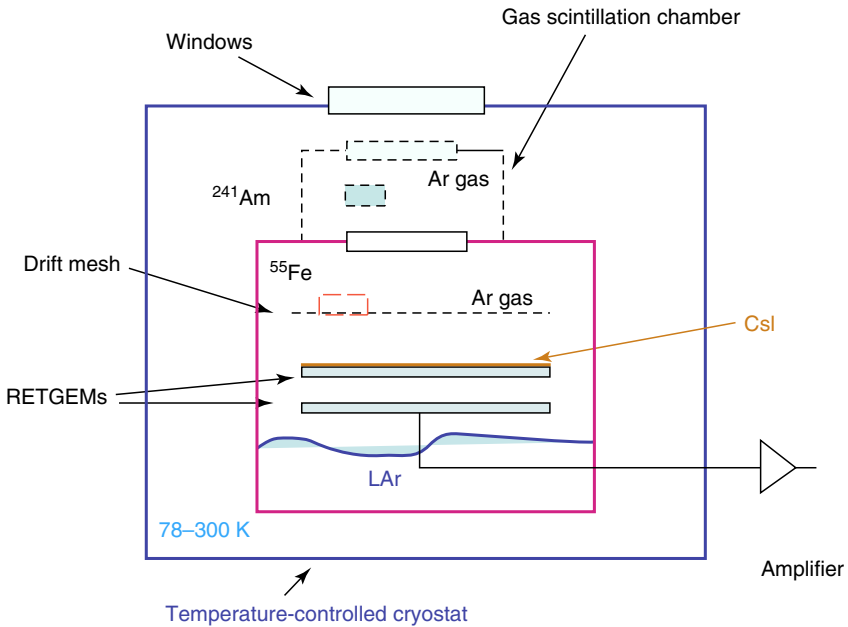 Gas scintillation chamber
Windows
Ar gas
²⁴¹Am
Drift mesh
⁵⁵Fe
Ar gas
CsI
RETGEMs
LAr
78–300 K
Amplifier
Temperature-controlled cryostat